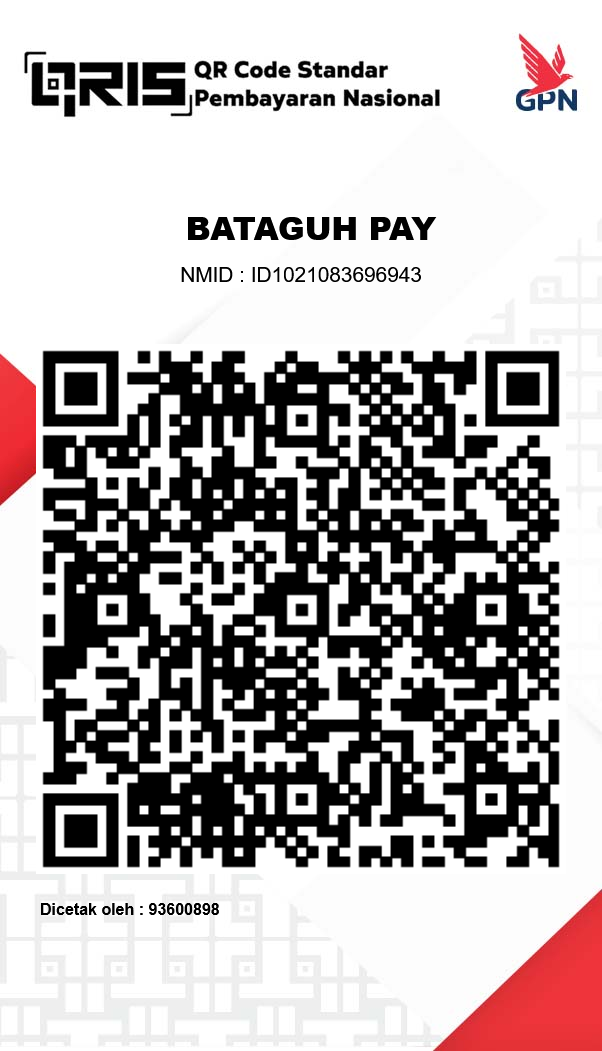 QRIS QR Code Standar
Pembayaran Nasional
GPN
BATAGUH PAY
NMID : ID1021083696943
Dicetak oleh : 93600898